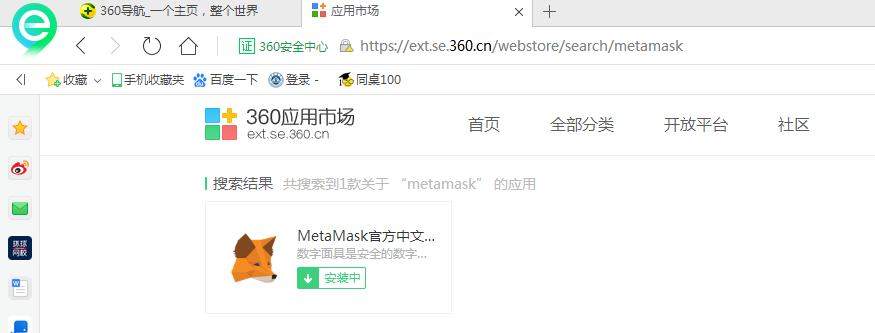 360导航_一个主页，整个世界
应用市场
证 360安全中心 https://ext.se.360.cn/webstore/search/metamask
收藏 手机收藏夹 百度一下 登录 - 同桌100
360应用市场 首页 全部分类 开放平台 社区
ext.se.360.cn
搜索结果 共搜索到1款关于 “metamask” 的应用
MetaMask官方中文...
数字面具是安全的数字...
安装中
环球
网校